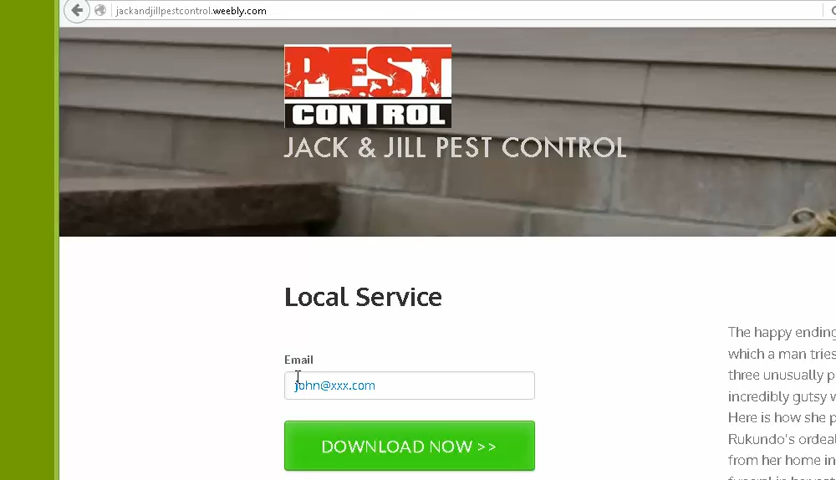 jackandjillpestcontrol.weebly.com
PEST
CONTROL
JACK & JILL PEST CONTROL
Local Service
Email
john@xxx.com
DOWNLOAD NOW >>
The happy ending
which a man tries
three unusually p
incredibly gutsy w
Here is how she p
Rukundo's ordeal
from her home in